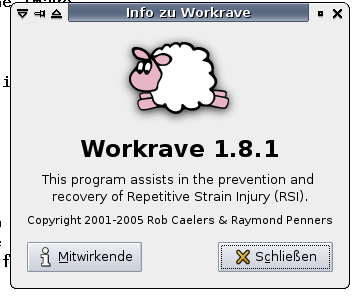 Info zu Workrave
Workrave 1.8.1
This program assists in the prevention and
recovery of Repetitive Strain Injury (RSI).
Copyright 2001-2005 Rob Caelers & Raymond Penners
Mitwirkende
Schließen